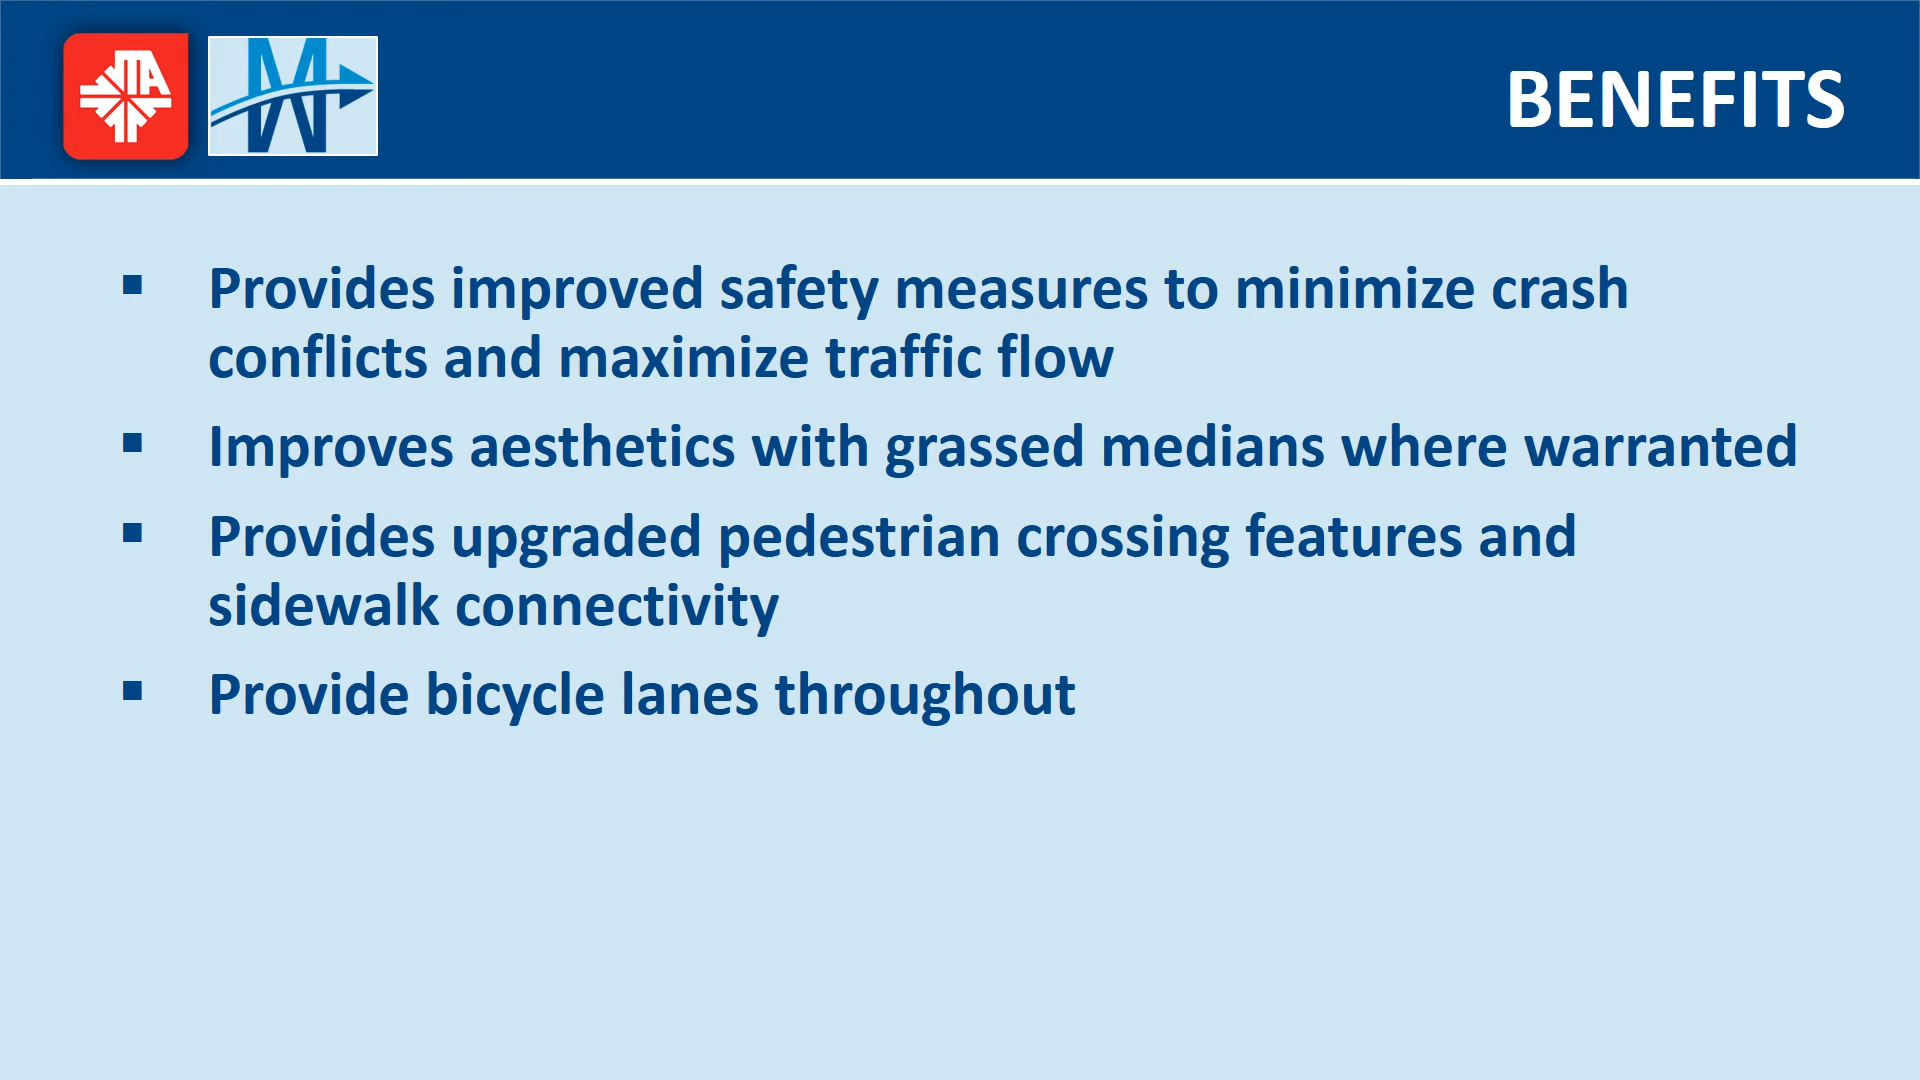 JTA
BENEFITS
▪ Provides improved safety measures to minimize crash
conflicts and maximize traffic flow
▪ Improves aesthetics with grassed medians where warranted
▪ Provides upgraded pedestrian crossing features and
sidewalk connectivity
▪ Provide bicycle lanes throughout